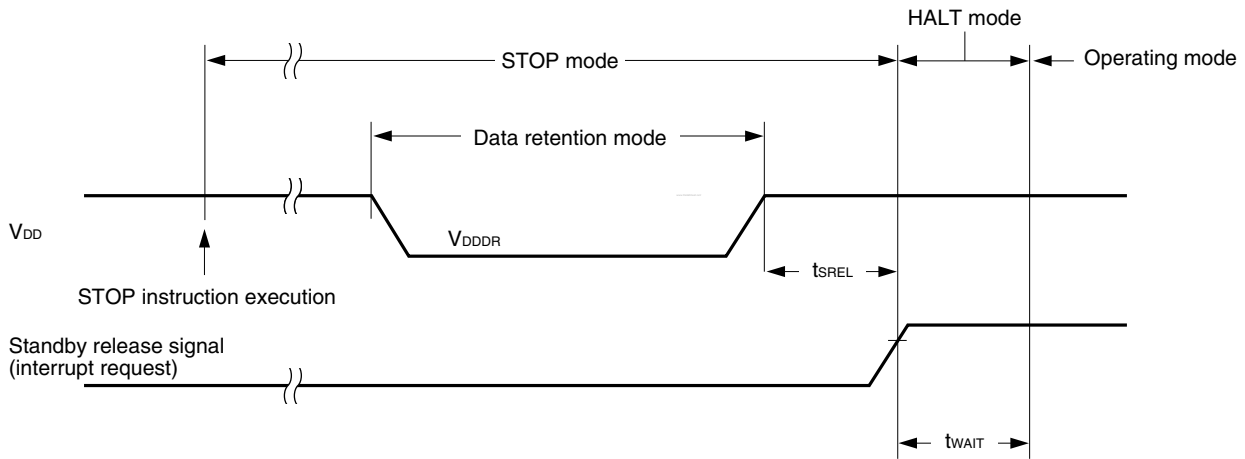 HALT mode
STOP mode
Operating mode
Data retention mode
VDD
VDDDR
tSREL
STOP instruction execution
Standby release signal
(interrupt request)
tWAIT